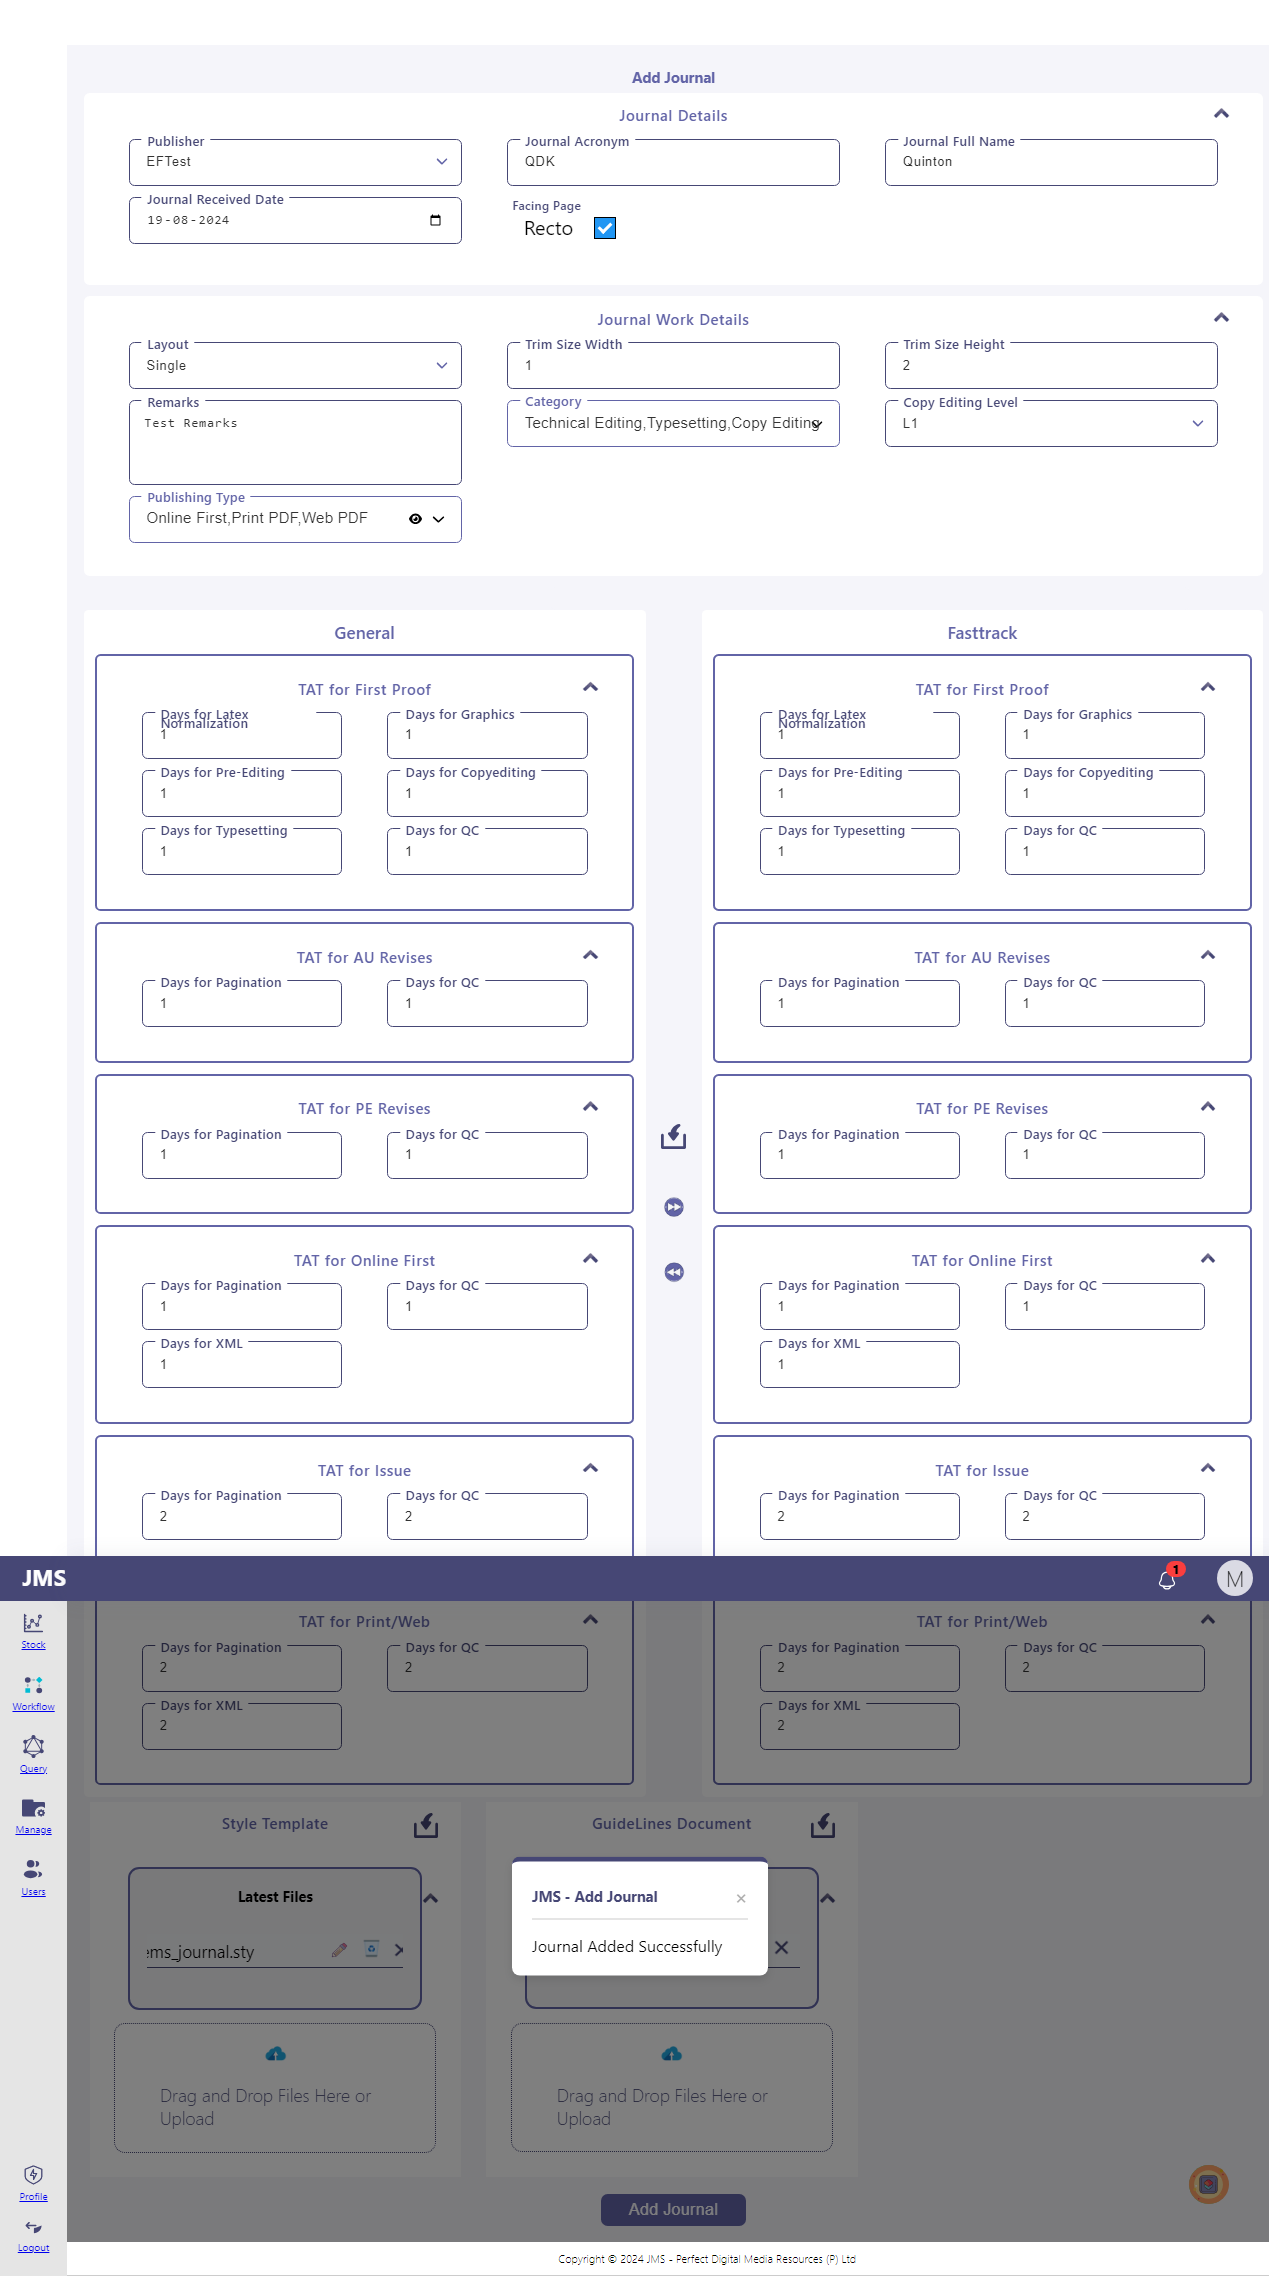 Add Journal
Journal Details
Publisher
EFTest
Journal Acronym
QDK
Journal Full Name
Quinton
Journal Received Date
19-08-2024
Facing Page
Recto
Journal Work Details
Layout
Single
Trim Size Width
1
Trim Size Height
2
Remarks
Test Remarks
Category
Technical Editing,Typesetting,Copy Editing
Copy Editing Level
L1
Publishing Type
Online First,Print PDF,Web PDF
General
TAT for First Proof
Days for Latex
Normalization
1
Days for Graphics
1
Days for Pre-Editing
1
Days for Copyediting
1
Days for Typesetting
1
Days for QC
1
TAT for AU Revises
Days for Pagination
1
Days for QC
1
TAT for PE Revises
Days for Pagination
1
Days for QC
1
TAT for Online First
Days for Pagination
1
Days for QC
1
Days for XML
1
TAT for Issue
Days for Pagination
2
Days for QC
2
Fasttrack
TAT for First Proof
Days for Latex
Normalization
1
Days for Graphics
1
Days for Pre-Editing
1
Days for Copyediting
1
Days for Typesetting
1
Days for QC
1
TAT for AU Revises
Days for Pagination
1
Days for QC
1
TAT for PE Revises
Days for Pagination
1
Days for QC
1
TAT for Online First
Days for Pagination
1
Days for QC
1
Days for XML
1
TAT for Issue
Days for Pagination
2
Days for QC
2
JMS
1
M
Stock
Workflow
Query
Manage
Users
Profile
Logout
TAT for Print/Web
Days for Pagination
2
Days for QC
2
Days for XML
2
TAT for Print/Web
Days for Pagination
2
Days for QC
2
Days for XML
2
Style Template
Latest Files
ems_journal.sty
Drag and Drop Files Here or
Upload
GuideLines Document
JMS - Add Journal
Journal Added Successfully
Drag and Drop Files Here or
Upload
Add Journal
Copyright © 2024 JMS - Perfect Digital Media Resources (P) Ltd